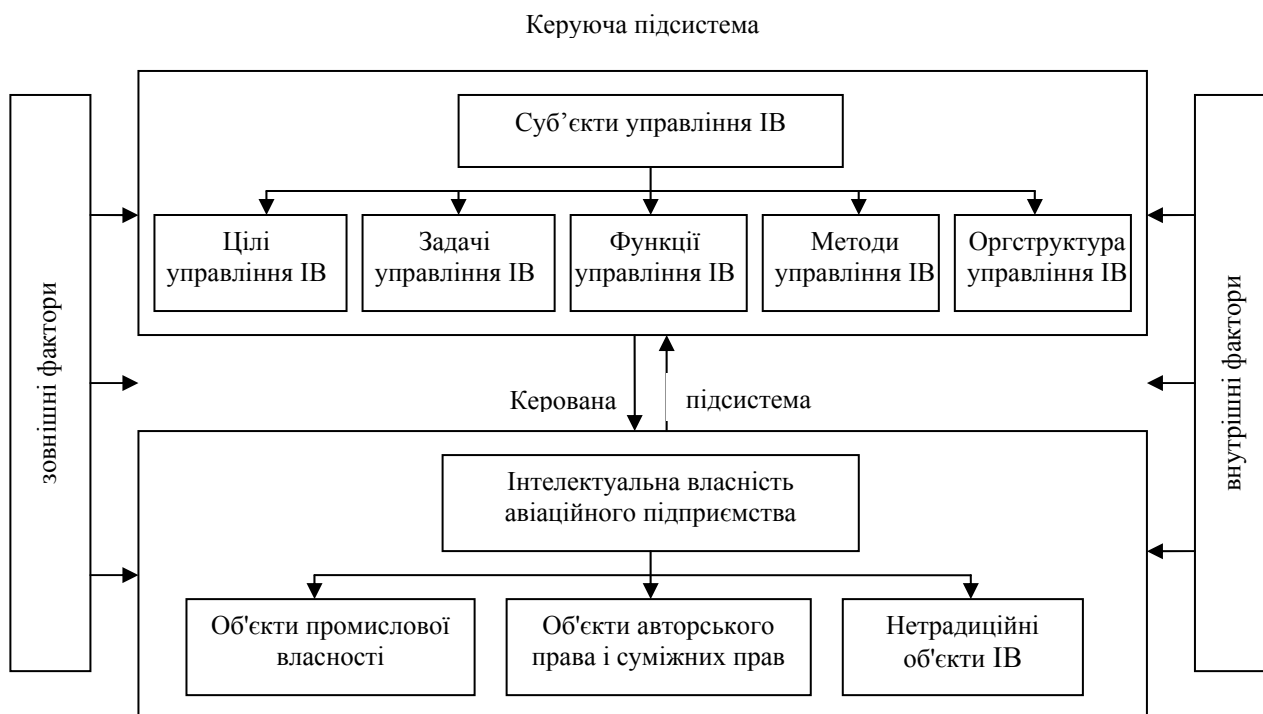 Керуюча підсистема
Суб’єкти управління ІВ
Цілі
управління ІВ
Задачі
управління ІВ
Функції
управління ІВ
Методи
управління ІВ
Оргструктура
управління ІВ
зовнішні фактори
внутрішні фактори
Керована підсистема
Інтелектуальна власність
авіаційного підприємства
Об'єкти промислової
власності
Об'єкти авторського
права і суміжних прав
Нетрадиційні
об'єкти ІВ